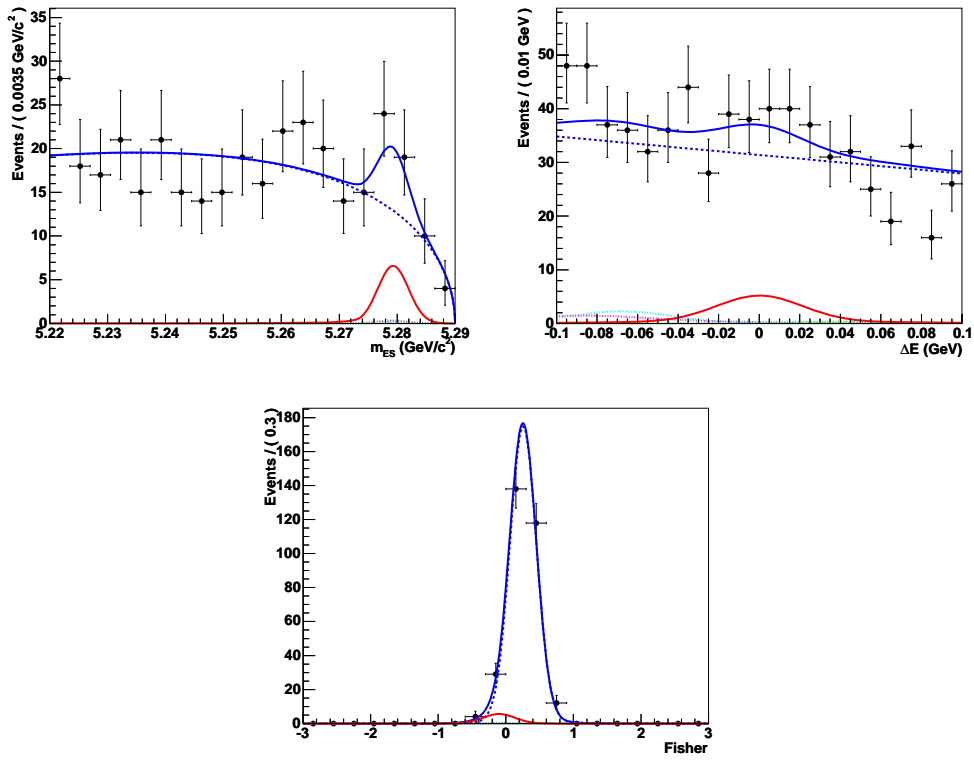 Events / ( 0.0035 GeV/c² )
35
30
25
20
15
10
5
0
5.22 5.23 5.24 5.25 5.26 5.27 5.28 5.29
m_ES (GeV/c²)
Events / ( 0.01 GeV )
50
40
30
20
10
0
-0.1 -0.08 -0.06 -0.04 -0.02 0 0.02 0.04 0.06 0.08 0.1
ΔE (GeV)
Events / ( 0.3 )
180
160
140
120
100
80
60
40
20
0
-3 -2 -1 0 1 2 3
Fisher